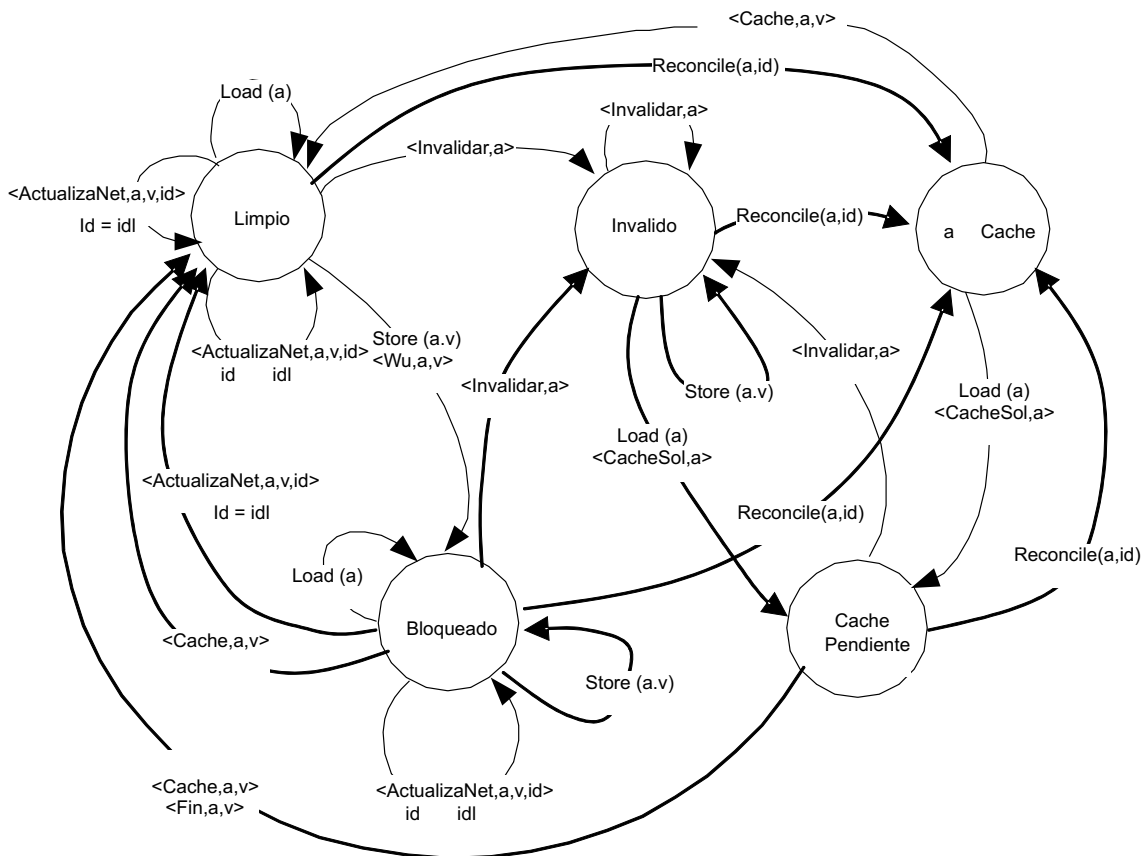 <Cache,a,v>
Reconcile(a,id)
Load (a)
<Invalidar,a>
<Invalidar,a>
<ActualizaNet,a,v,id>
Id = idl
Limpio
Invalido
Reconcile(a,id)
a Cache
Store (a.v)
<Wu,a,v>
<ActualizaNet,a,v,id>
id idl
<Invalidar,a>
<Invalidar,a>
Store (a.v)
Load (a)
<CacheSol,a>
Load (a)
<CacheSol,a>
<ActualizaNet,a,v,id>
Id = idl
Reconcile(a,id)
Reconcile(a,id)
Load (a)
Bloqueado
Cache
Pendiente
<Cache,a,v>
Store (a.v)
<Cache,a,v>
<Fin,a,v>
<ActualizaNet,a,v,id>
id idl